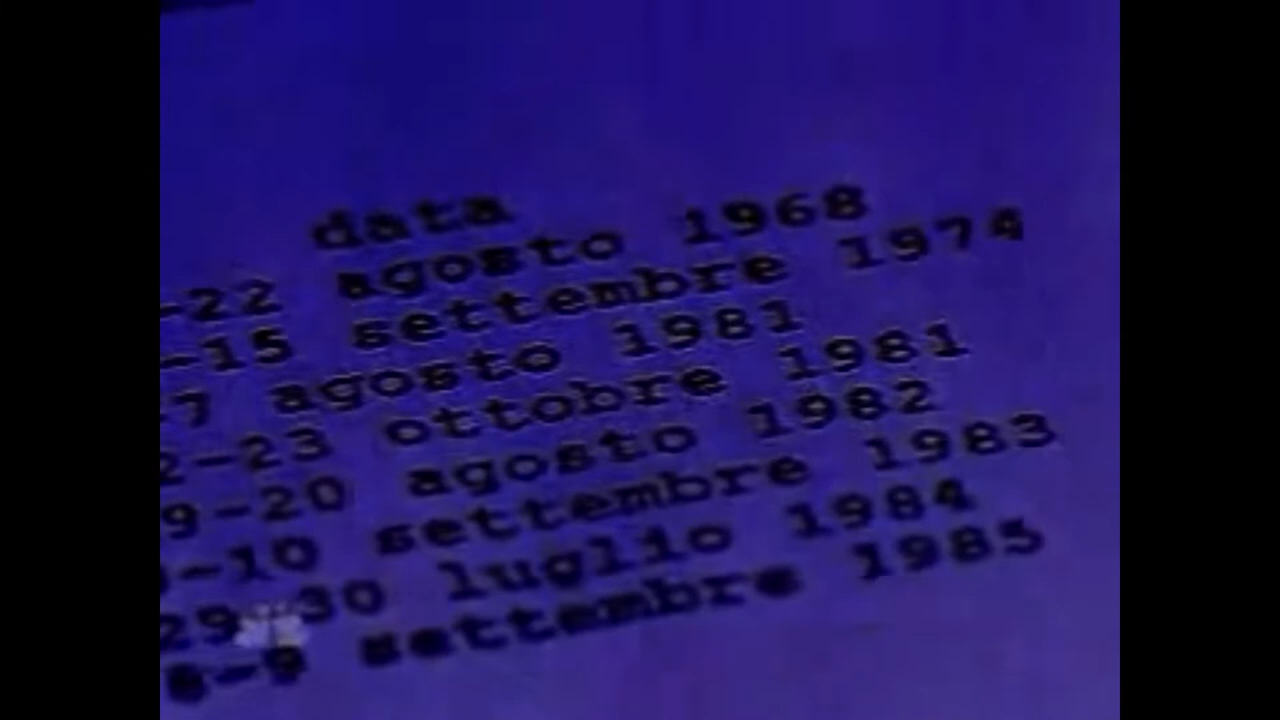 data
-22 agosto 1968
-15 settembre 1974
-7 agosto 1981
2-23 ottobre 1981
9-20 agosto 1982
-10 settembre 1983
29-30 luglio 1984
8-9 settembre 1985